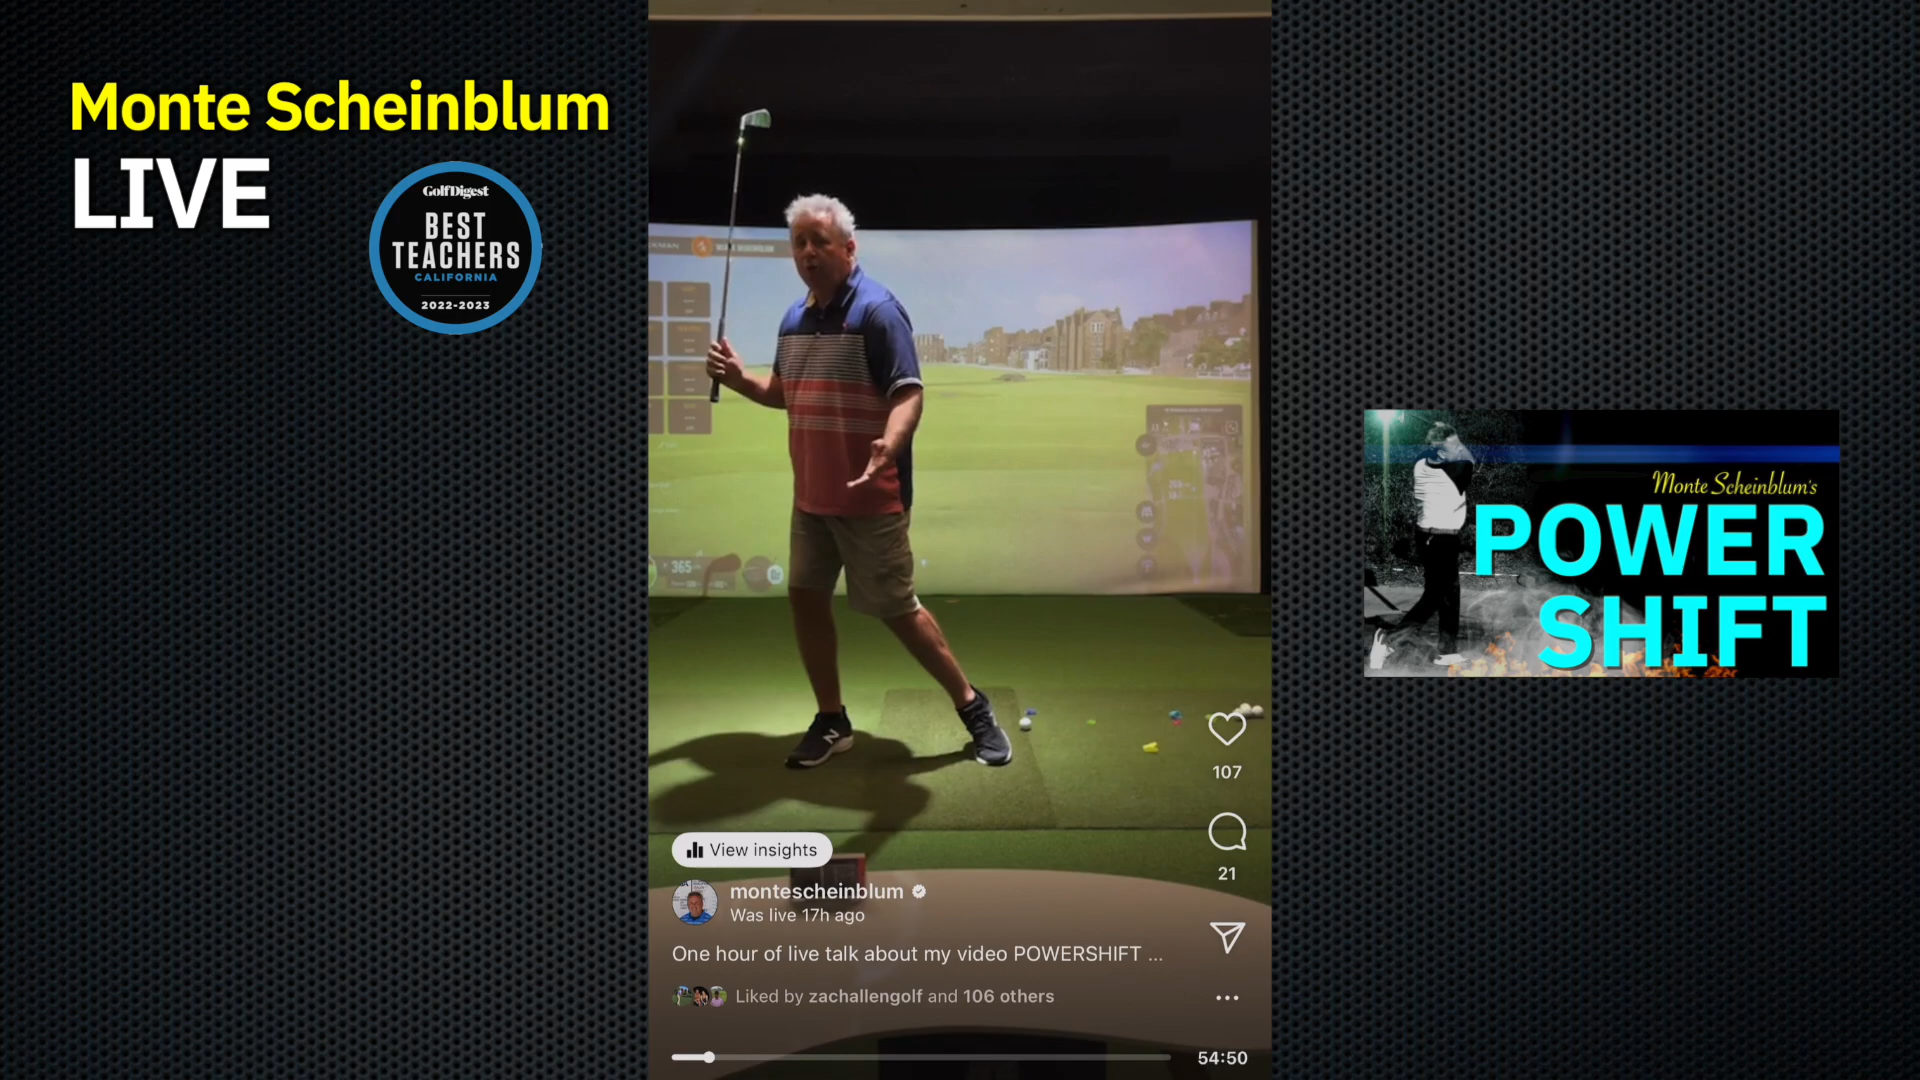 Monte Scheinblum
LIVE
GolfDigest
BEST
TEACHERS
CALIFORNIA
2022-2023
365
N
Monte Scheinblum's
POWER
SHIFT
107
21
View insights
montescheinblum
Was live 17h ago
One hour of live talk about my video POWERSHIFT ...
Liked by zachallengolf and 106 others
54:50